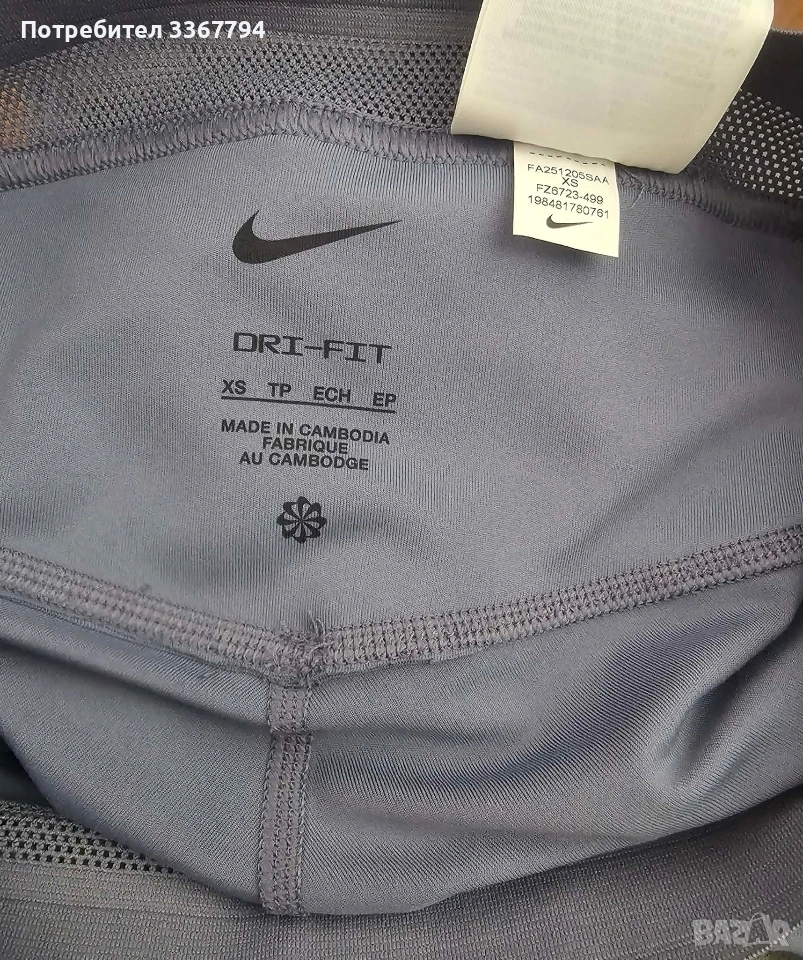 Потребител 3367794
FA251205SAA
XS
FZ6723-499
198481780761
DRI-FIT
XS TP ECH EP
MADE IN CAMBODIA
FABRIQUE
AU CAMBODGE
BAZAR